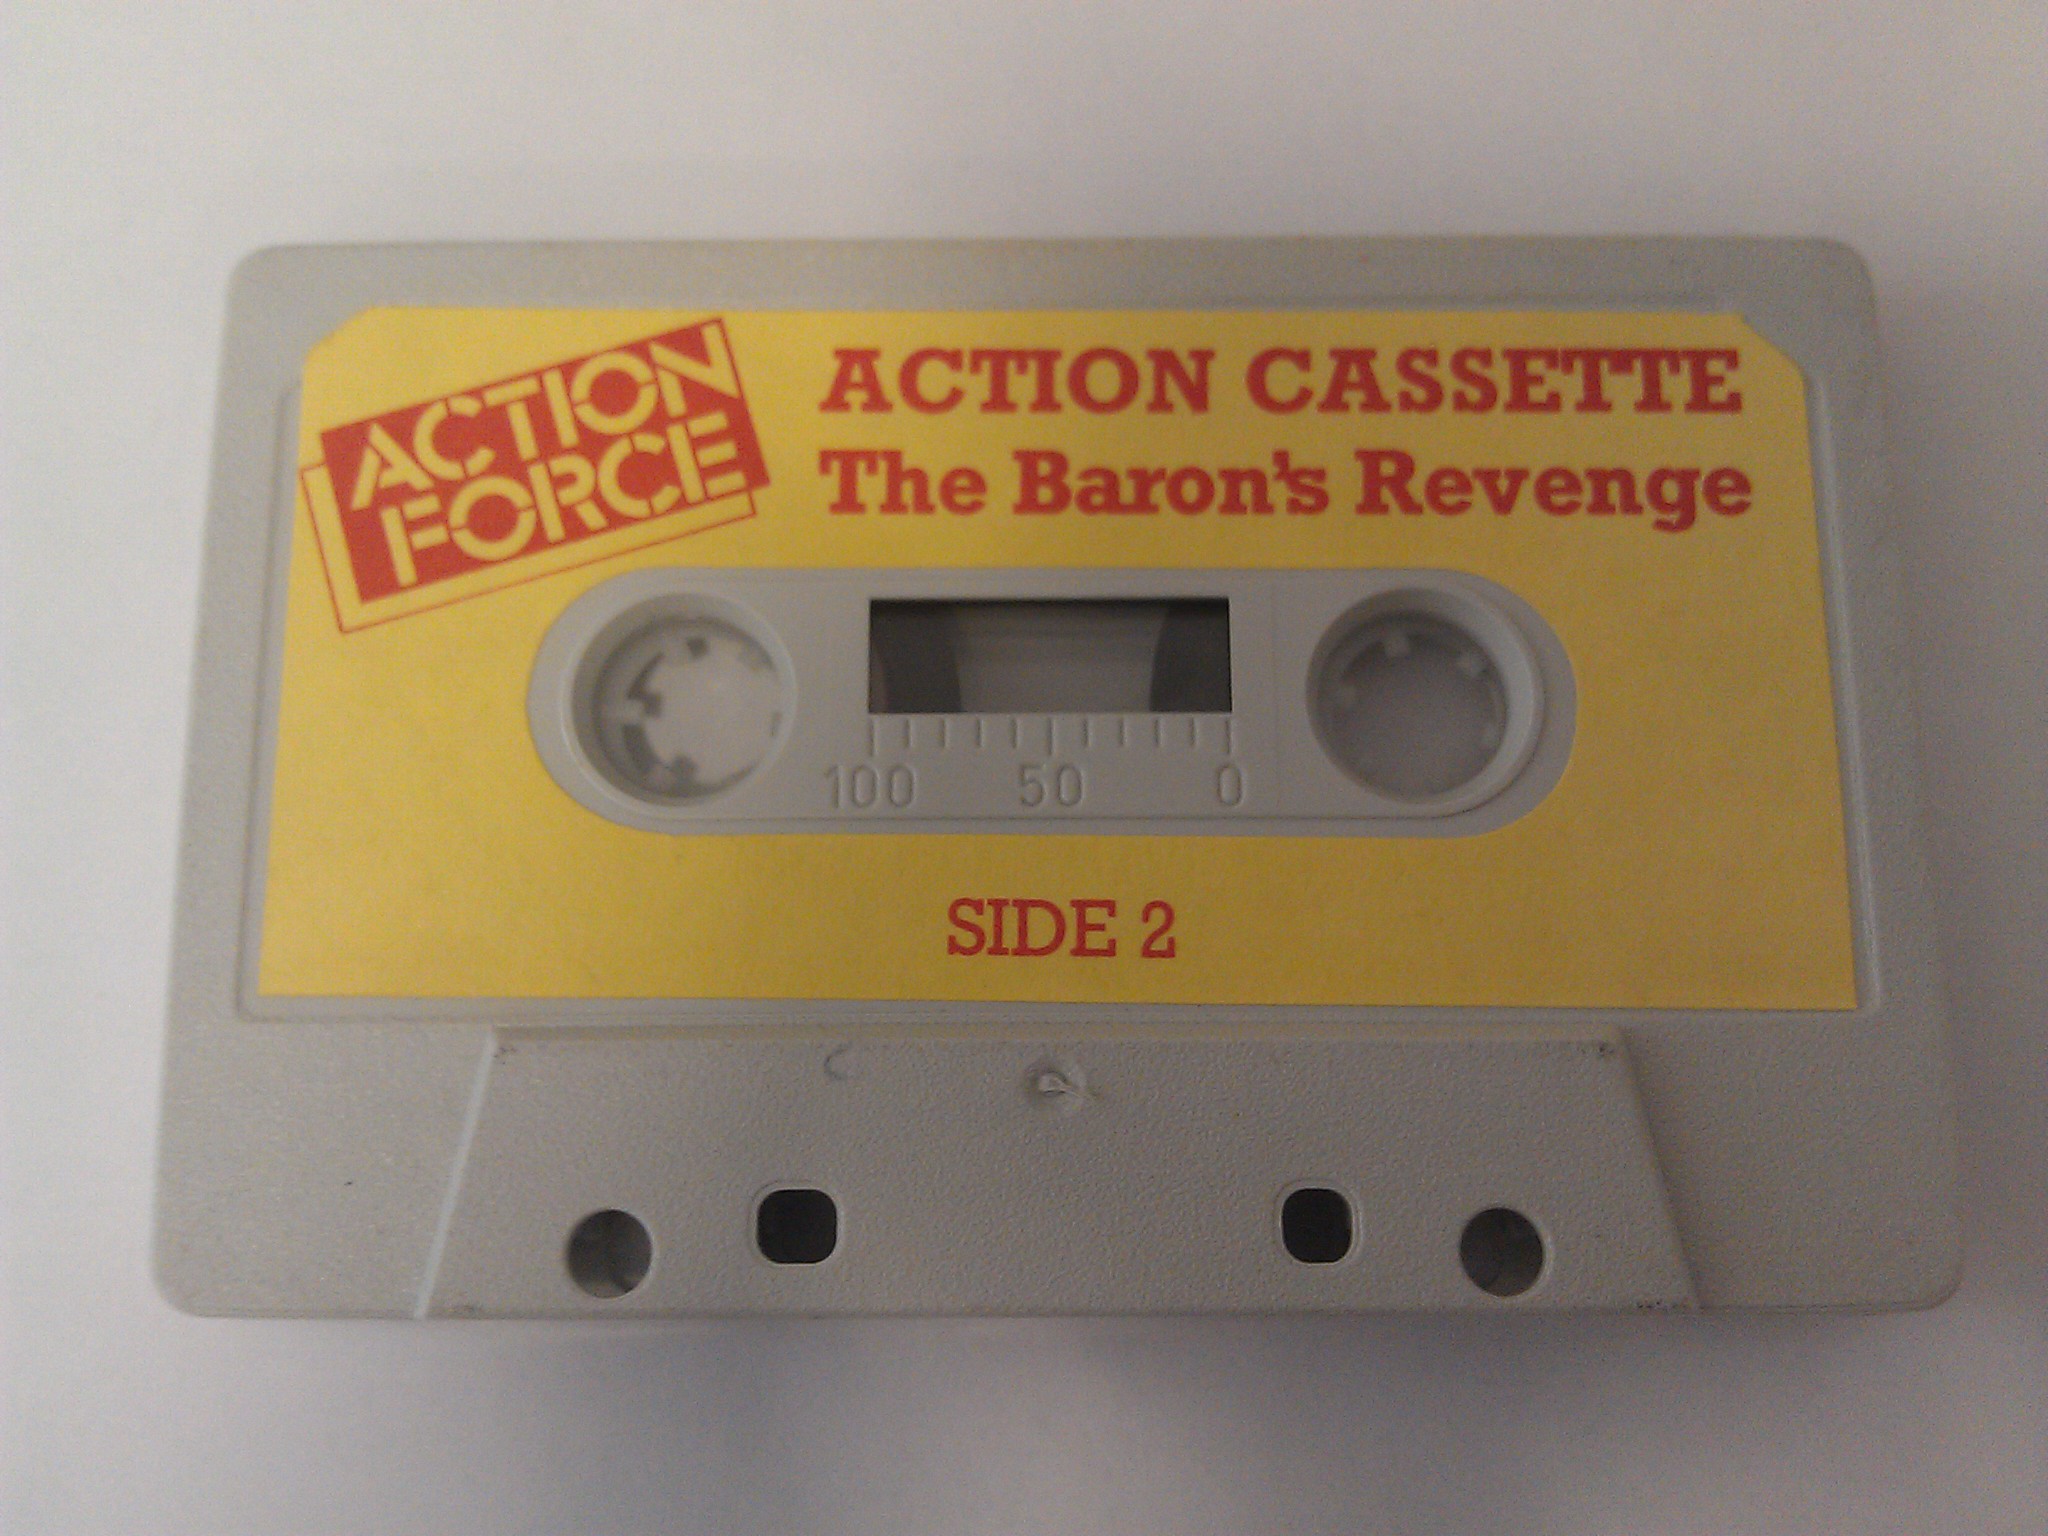 ACTION
FORCE
ACTION CASSETTE
The Baron's Revenge
100 50 0
SIDE 2